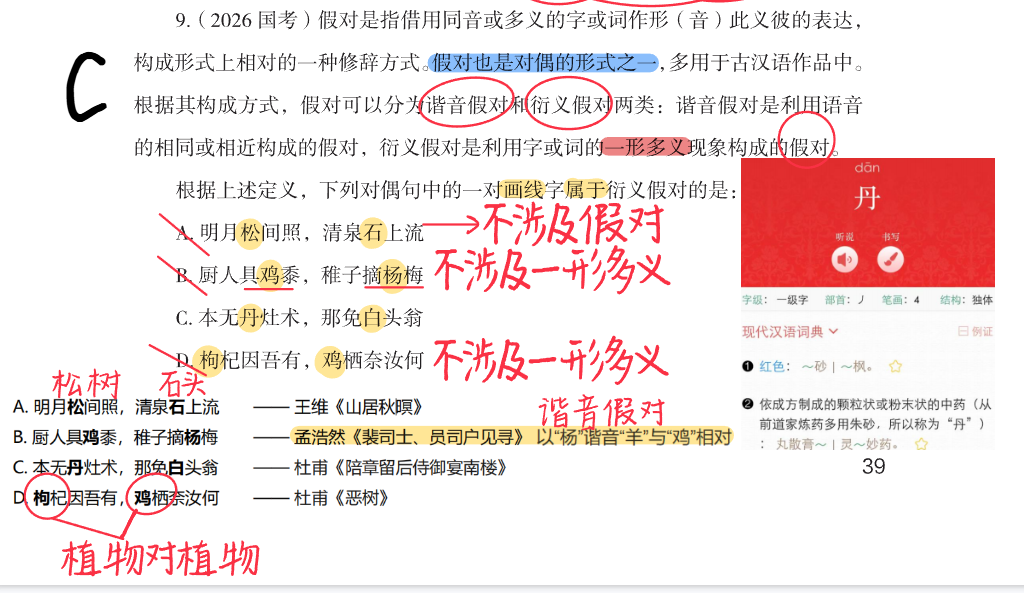 9.（2026 国考）假对是指借用同音或多义的字或词作形（音）此义彼的表达，
构成形式上相对的一种修辞方式。假对也是对偶的形式之一，多用于古汉语作品中。
根据其构成方式，假对可以分为谐音假对和衍义假对两类：谐音假对是利用语音
的相同或相近构成的假对，衍义假对是利用字或词的一形多义现象构成的假对。
C
根据上述定义，下列对偶句中的一对画线字属于衍义假对的是：
A. 明月松间照，清泉石上流
不涉及假对
B. 厨人具鸡黍，稚子摘杨梅
不涉及一形多义
C. 本无丹灶术，那免白头翁
D. 枸杞因吾有，鸡栖奈汝何
不涉及一形多义
dān
丹
听说 书写
字级： 一级字 部首：丿 笔画：4 结构：独体
现代汉语词典 例证
❶ 红色： ～砂 | ～枫。
❷ 依成方制成的颗粒状或粉末状的中药（从
前道家炼药多用朱砂，所以称为“丹”）
： 丸散膏～ | 灵～妙药。
39
松树 石头
A. 明月松间照，清泉石上流 —— 王维《山居秋暝》
谐音假对
B. 厨人具鸡黍，稚子摘杨梅 —— 孟浩然《裴司士、员司户见寻》 以“杨”谐音“羊”与“鸡”相对
C. 本无丹灶术，那免白头翁 —— 杜甫《陪章留后侍御宴南楼》
D. 枸杞因吾有，鸡栖奈汝何 —— 杜甫《恶树》
植物对植物